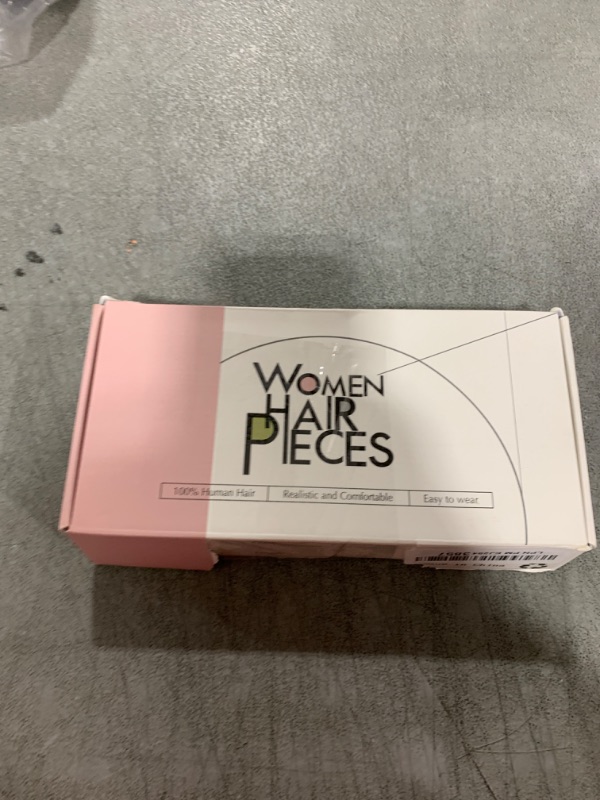 WOMEN
HAIR
PIECES
100% Human Hair
Realistic and Comfortable
Easy to wear